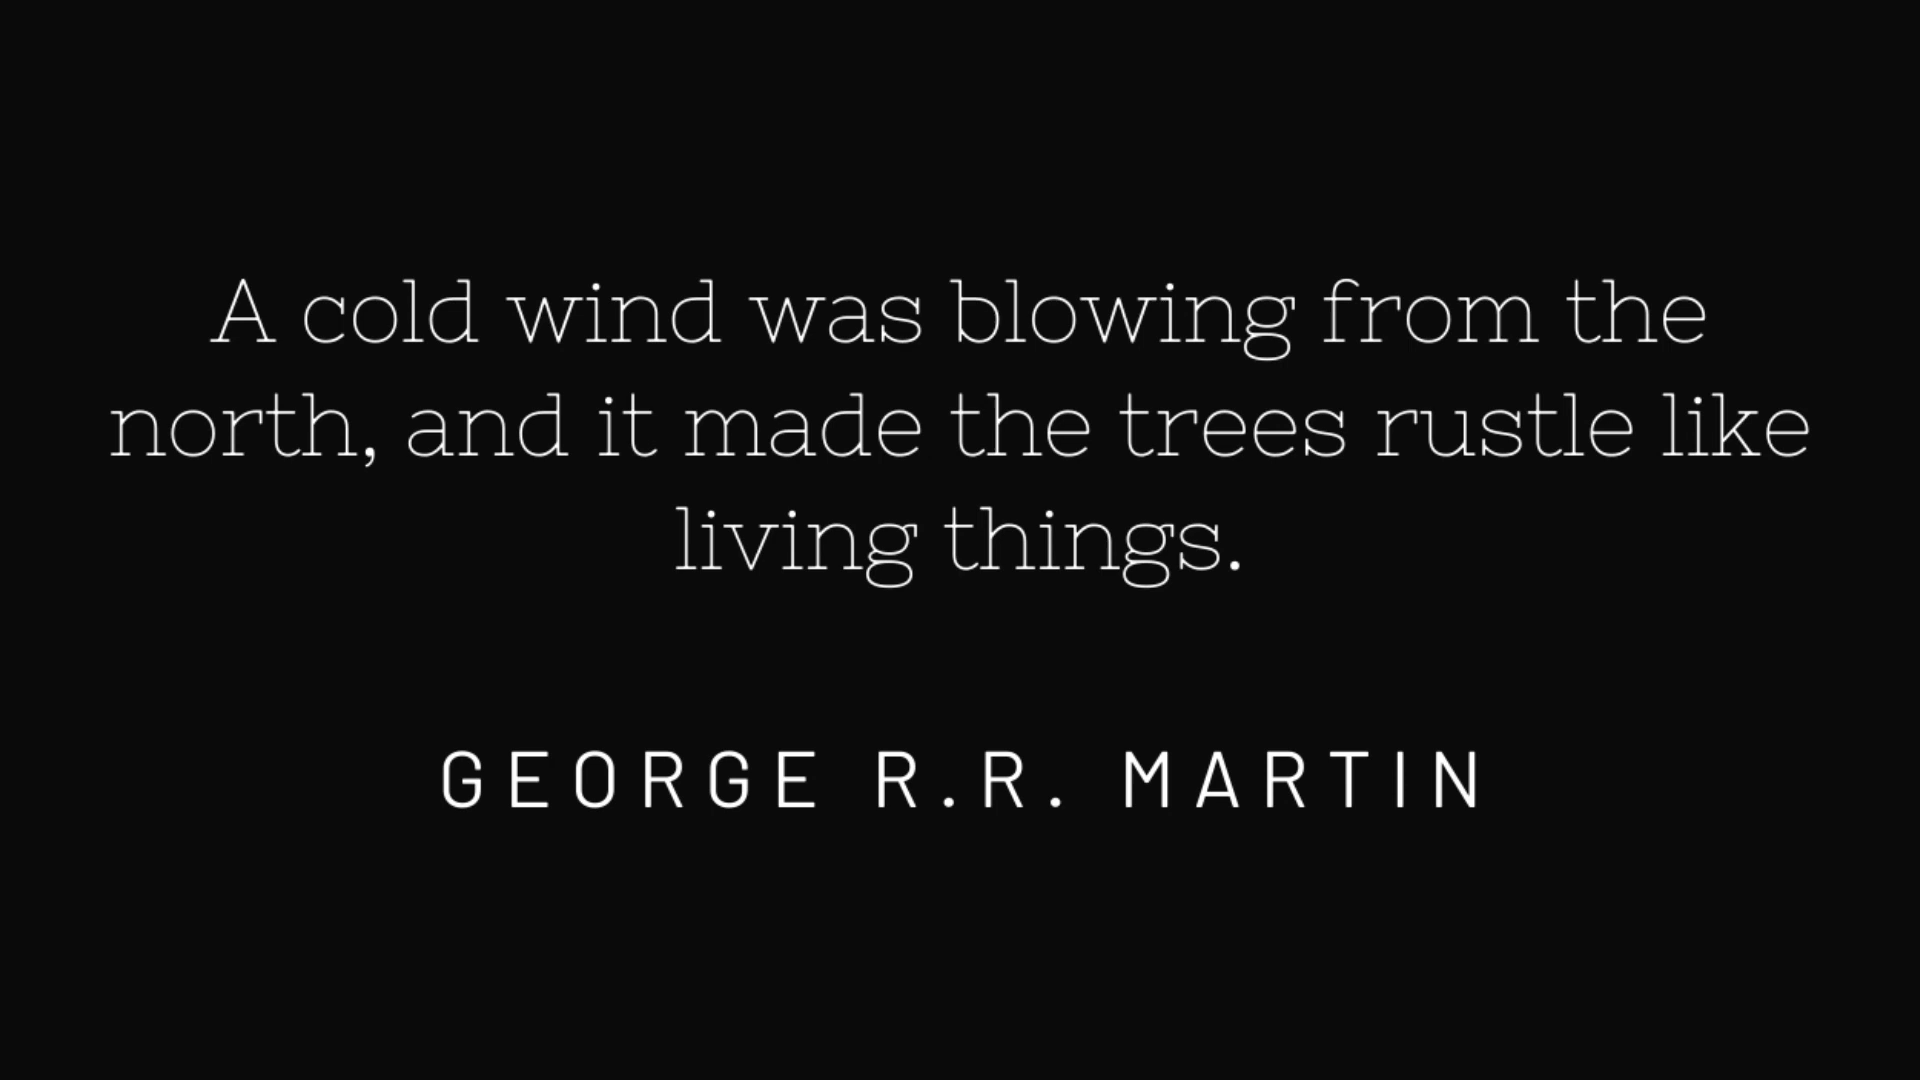 A cold wind was blowing from the
north, and it made the trees rustle like
living things.
GEORGE R.R. MARTIN